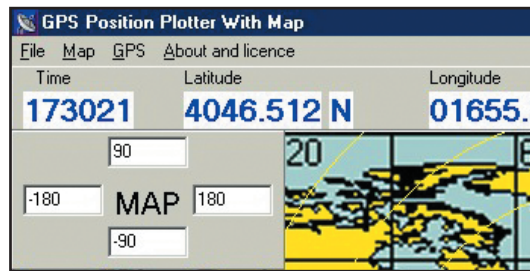 GPS Position Plotter With Map
File Map GPS About and licence
Time Latitude Longitude
173021 4046.512 N 01655.
90
-180 MAP 180
-90
20